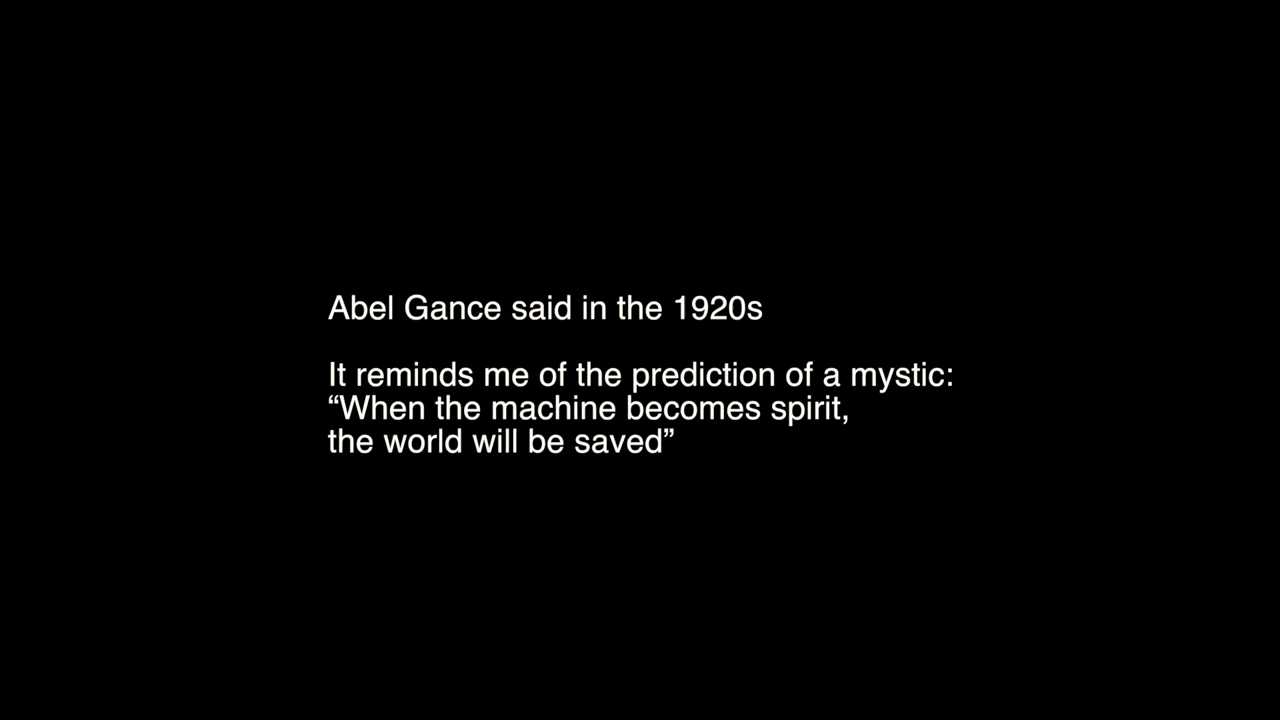 Abel Gance said in the 1920s
It reminds me of the prediction of a mystic:
“When the machine becomes spirit,
the world will be saved”